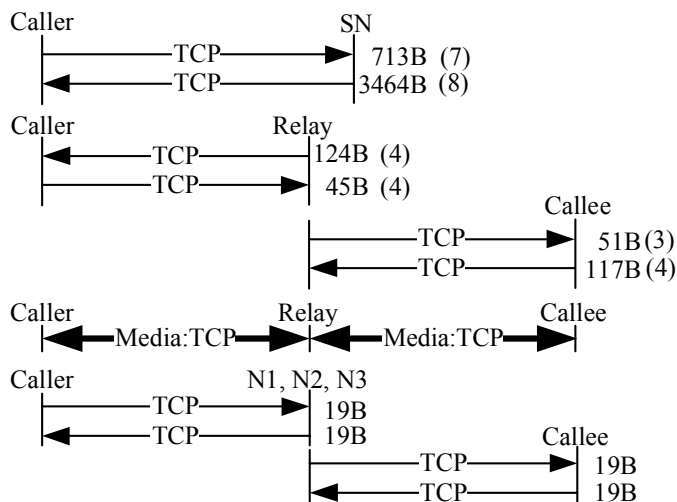 Caller SN
TCP 713B (7)
TCP 3464B (8)
Caller Relay
TCP 124B (4)
TCP 45B (4)
Callee
TCP 51B (3)
TCP 117B (4)
Caller Relay Callee
Media:TCP Media:TCP
Caller N1, N2, N3
TCP 19B
TCP 19B
Callee
TCP 19B
TCP 19B